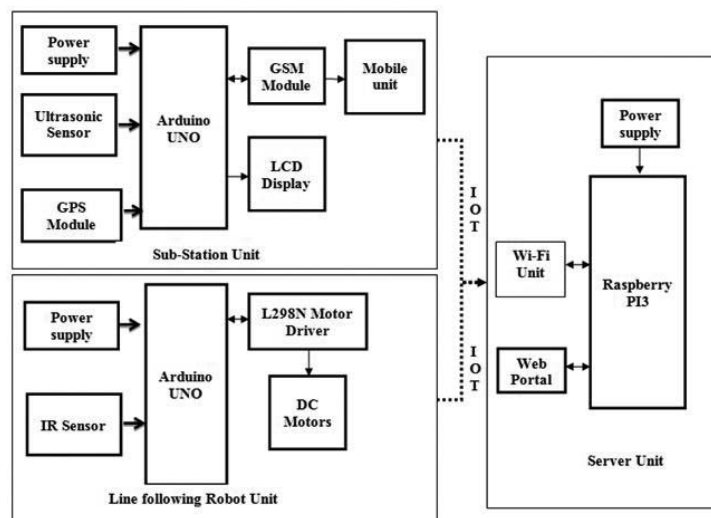 Power
supply
Ultrasonic
Sensor
GPS
Module
Arduino
UNO
GSM
Module
Mobile
unit
LCD
Display
Sub-Station Unit
Power
supply
IR Sensor
Arduino
UNO
L298N Motor
Driver
DC
Motors
Line following Robot Unit
IOT
IOT
Power
supply
Wi-Fi
Unit
Raspberry
PI3
Web
Portal
Server Unit